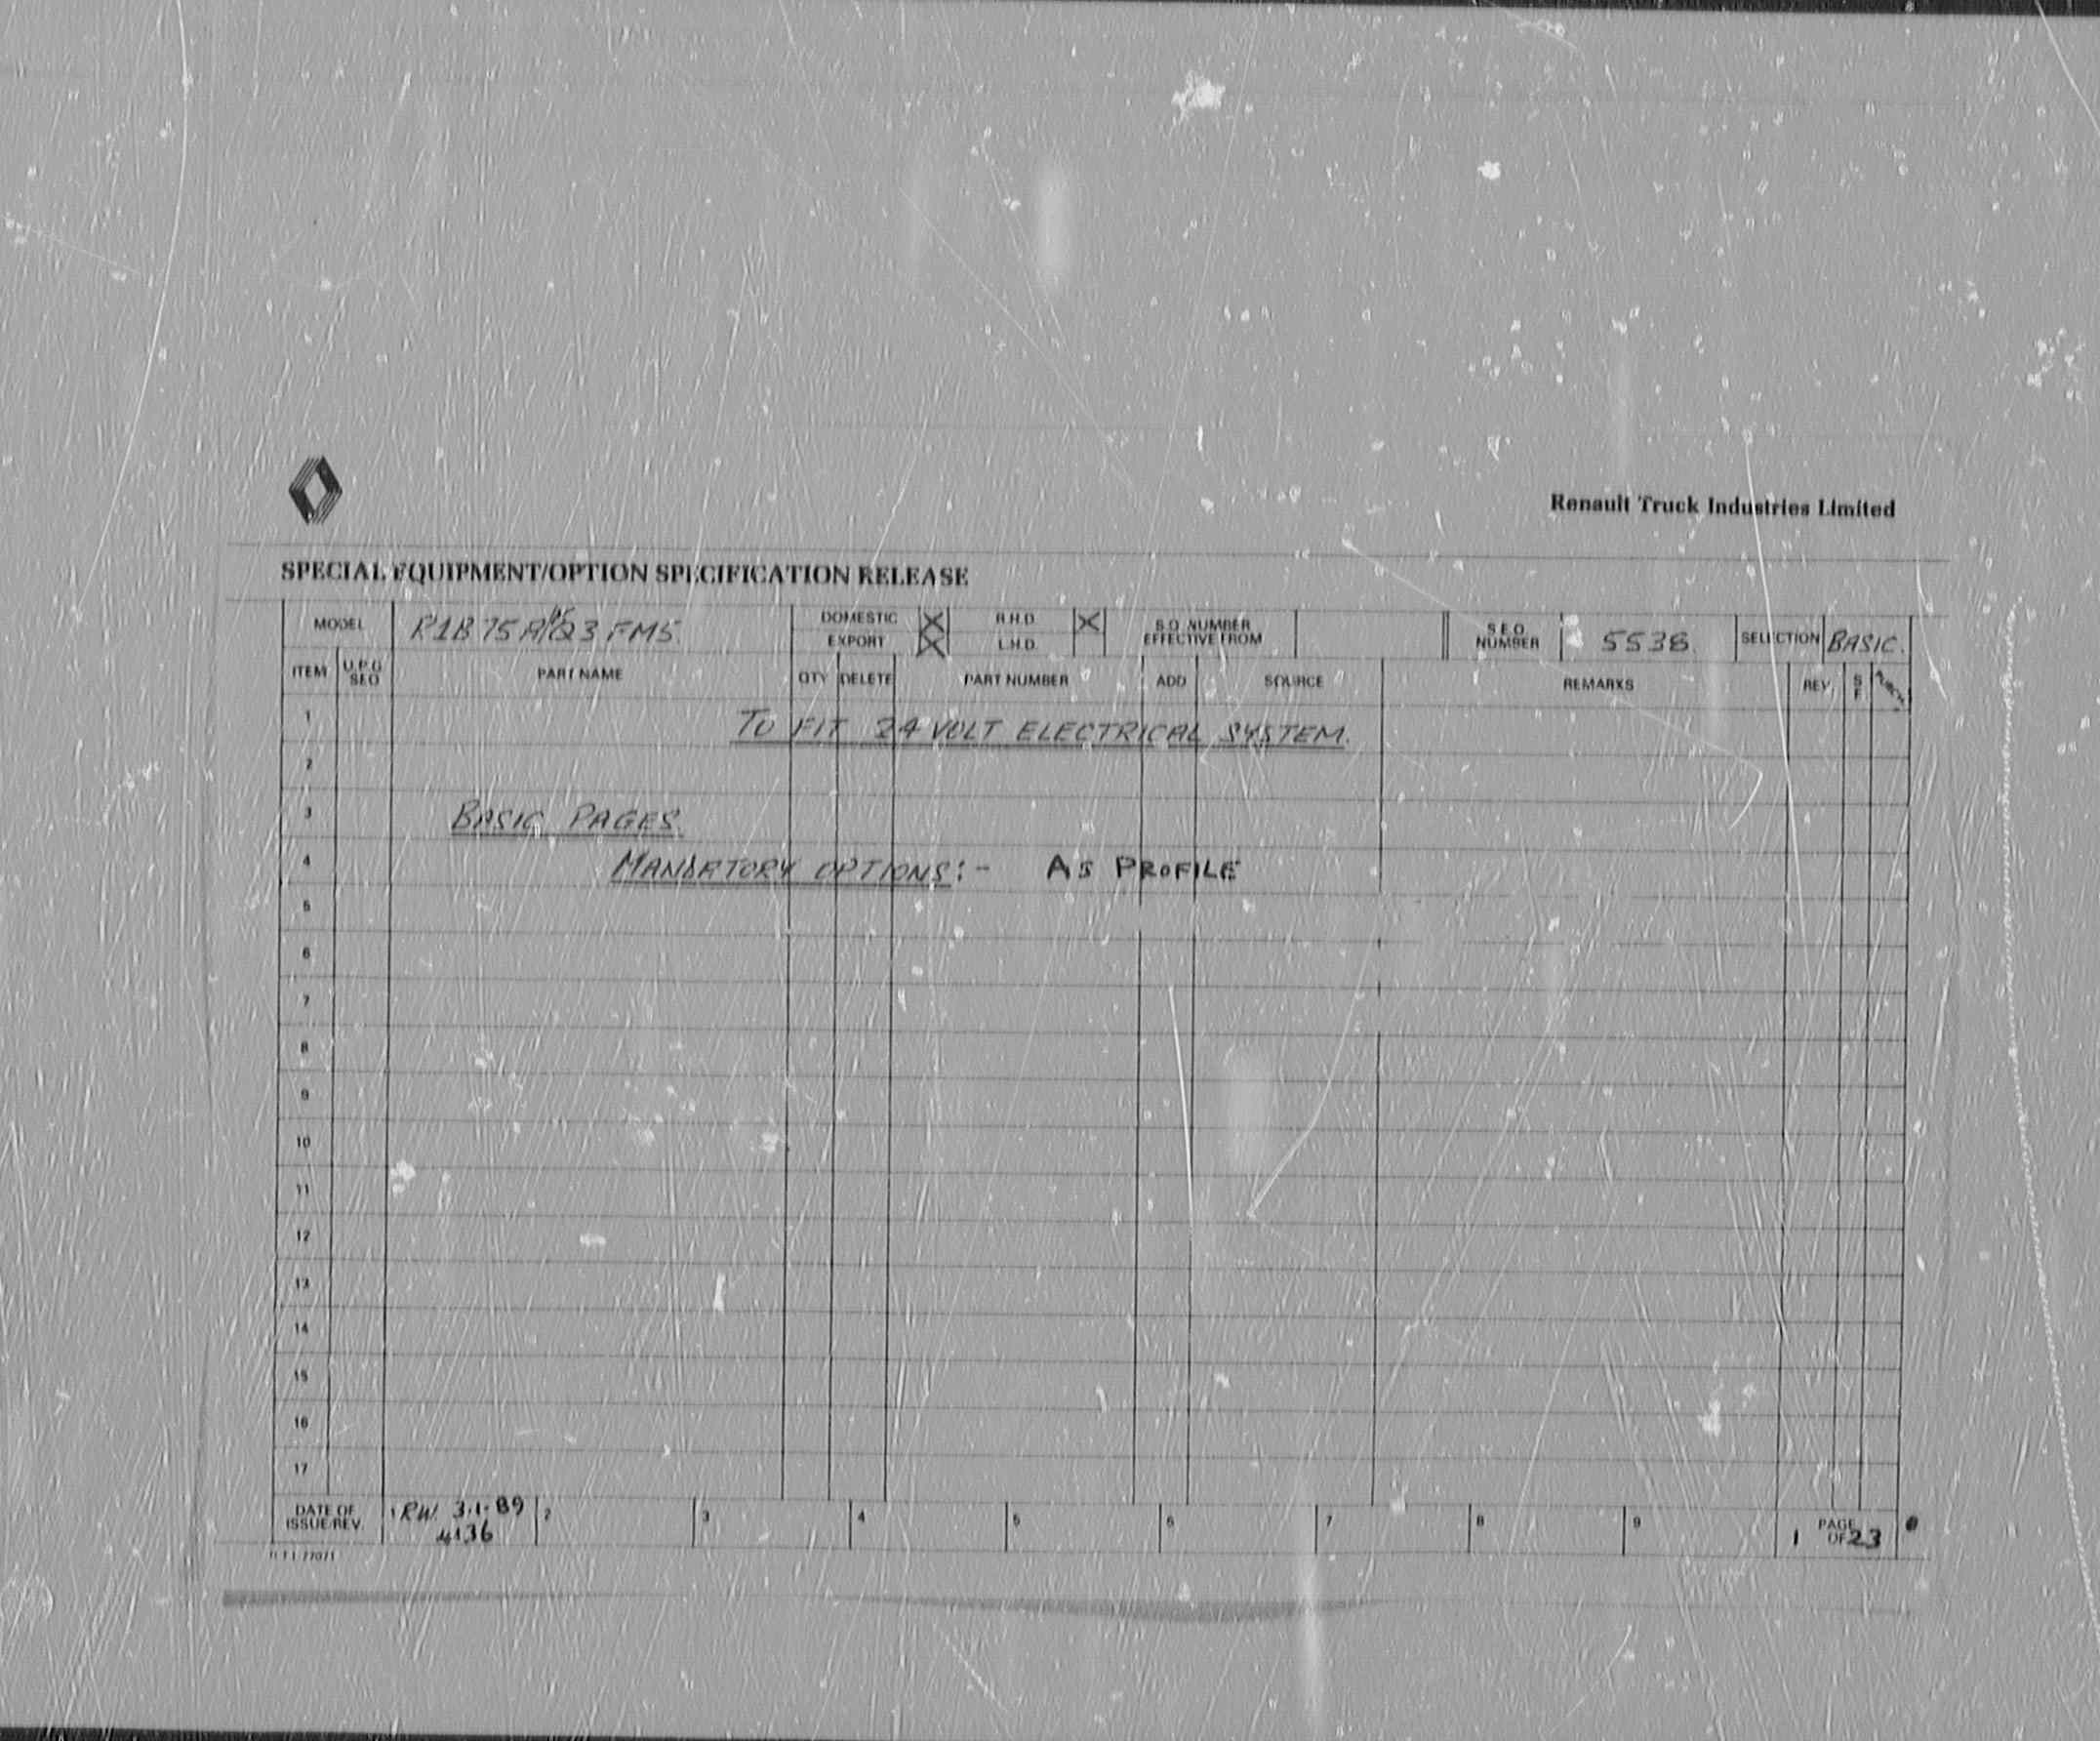 Renault Truck Industries Limited
SPECIAL EQUIPMENT/OPTION SPECIFICATION RELEASE
MODEL DOMESTIC X R.H.D. X S.O. NUMBER EFFECTIVE FROM S.E.O. NUMBER 5538 SELECTION BASIC.
EXPORT X L.H.D.
ITEM U.P.G. SEQ PART NAME QTY DELETE PART NUMBER ADD SOURCE REMARKS REV. S F
1 TO FIT 24 VOLT ELECTRICAL SYSTEM.
2
3 BASIC PAGES
4 MANDATORY OPTIONS:- AS PROFILE
5
6
7
8
9
10
11
12
13
14
15
16
17
DATE OF ISSUE/REV. 1 RW. 3.1.89 2 3 4 5 6 7 8 9 1 PAGE OF 23
4136